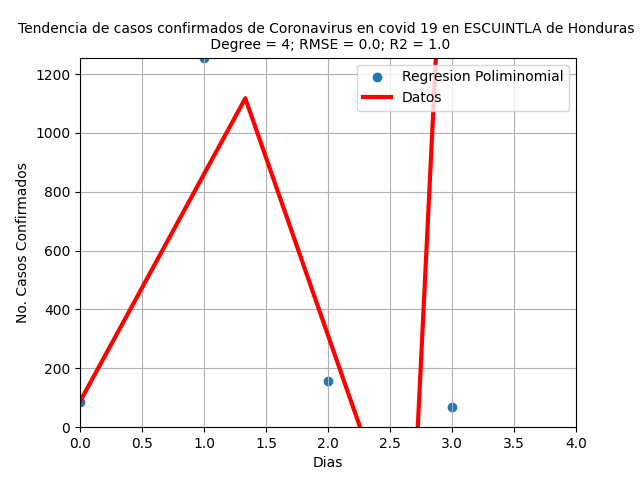 Tendencia de casos confirmados de Coronavirus en covid 19 en ESCUINTLA de Honduras
Degree = 4; RMSE = 0.0; R2 = 1.0
Regresion Poliminomial
Datos
No. Casos Confirmados
1200
1000
800
600
400
200
0
0.0 0.5 1.0 1.5 2.0 2.5 3.0 3.5 4.0
Dias